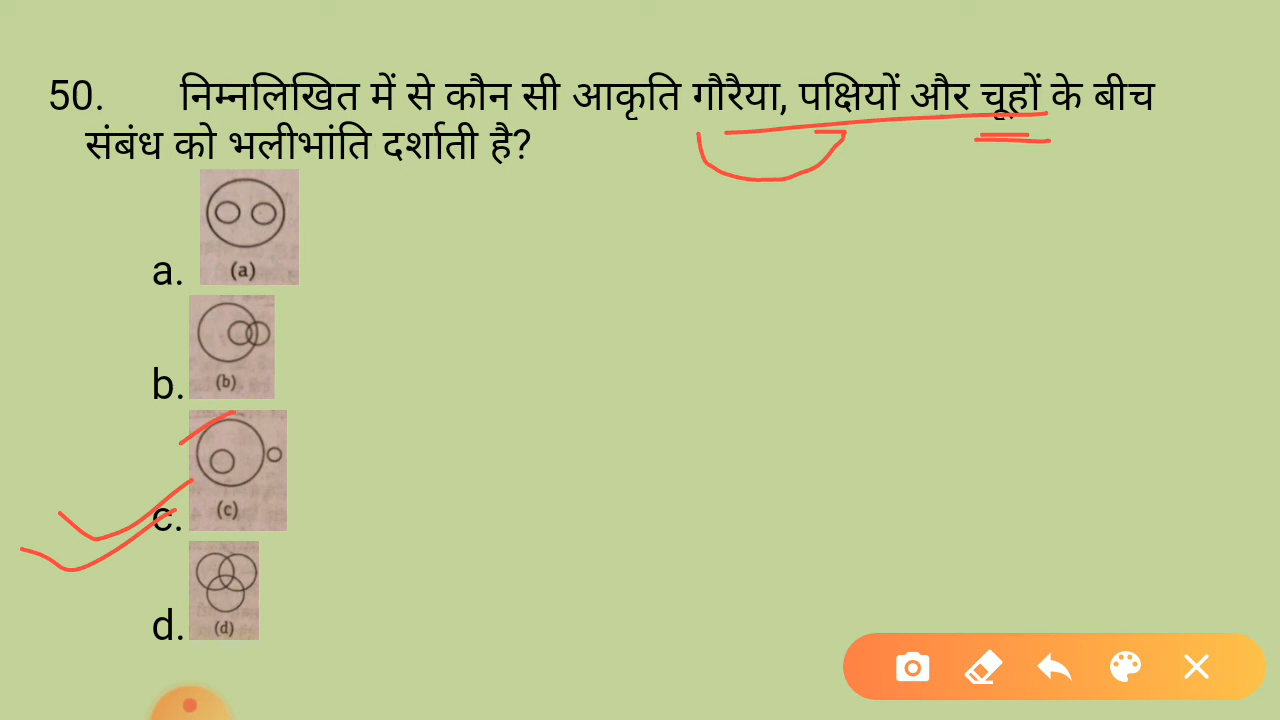 50. निम्नलिखित में से कौन सी आकृति गौरैया, पक्षियों और चूहों के बीच
संबंध को भलीभांति दर्शाती है?
a.
(a)
b.
(b)
c.
(c)
d.
(d)